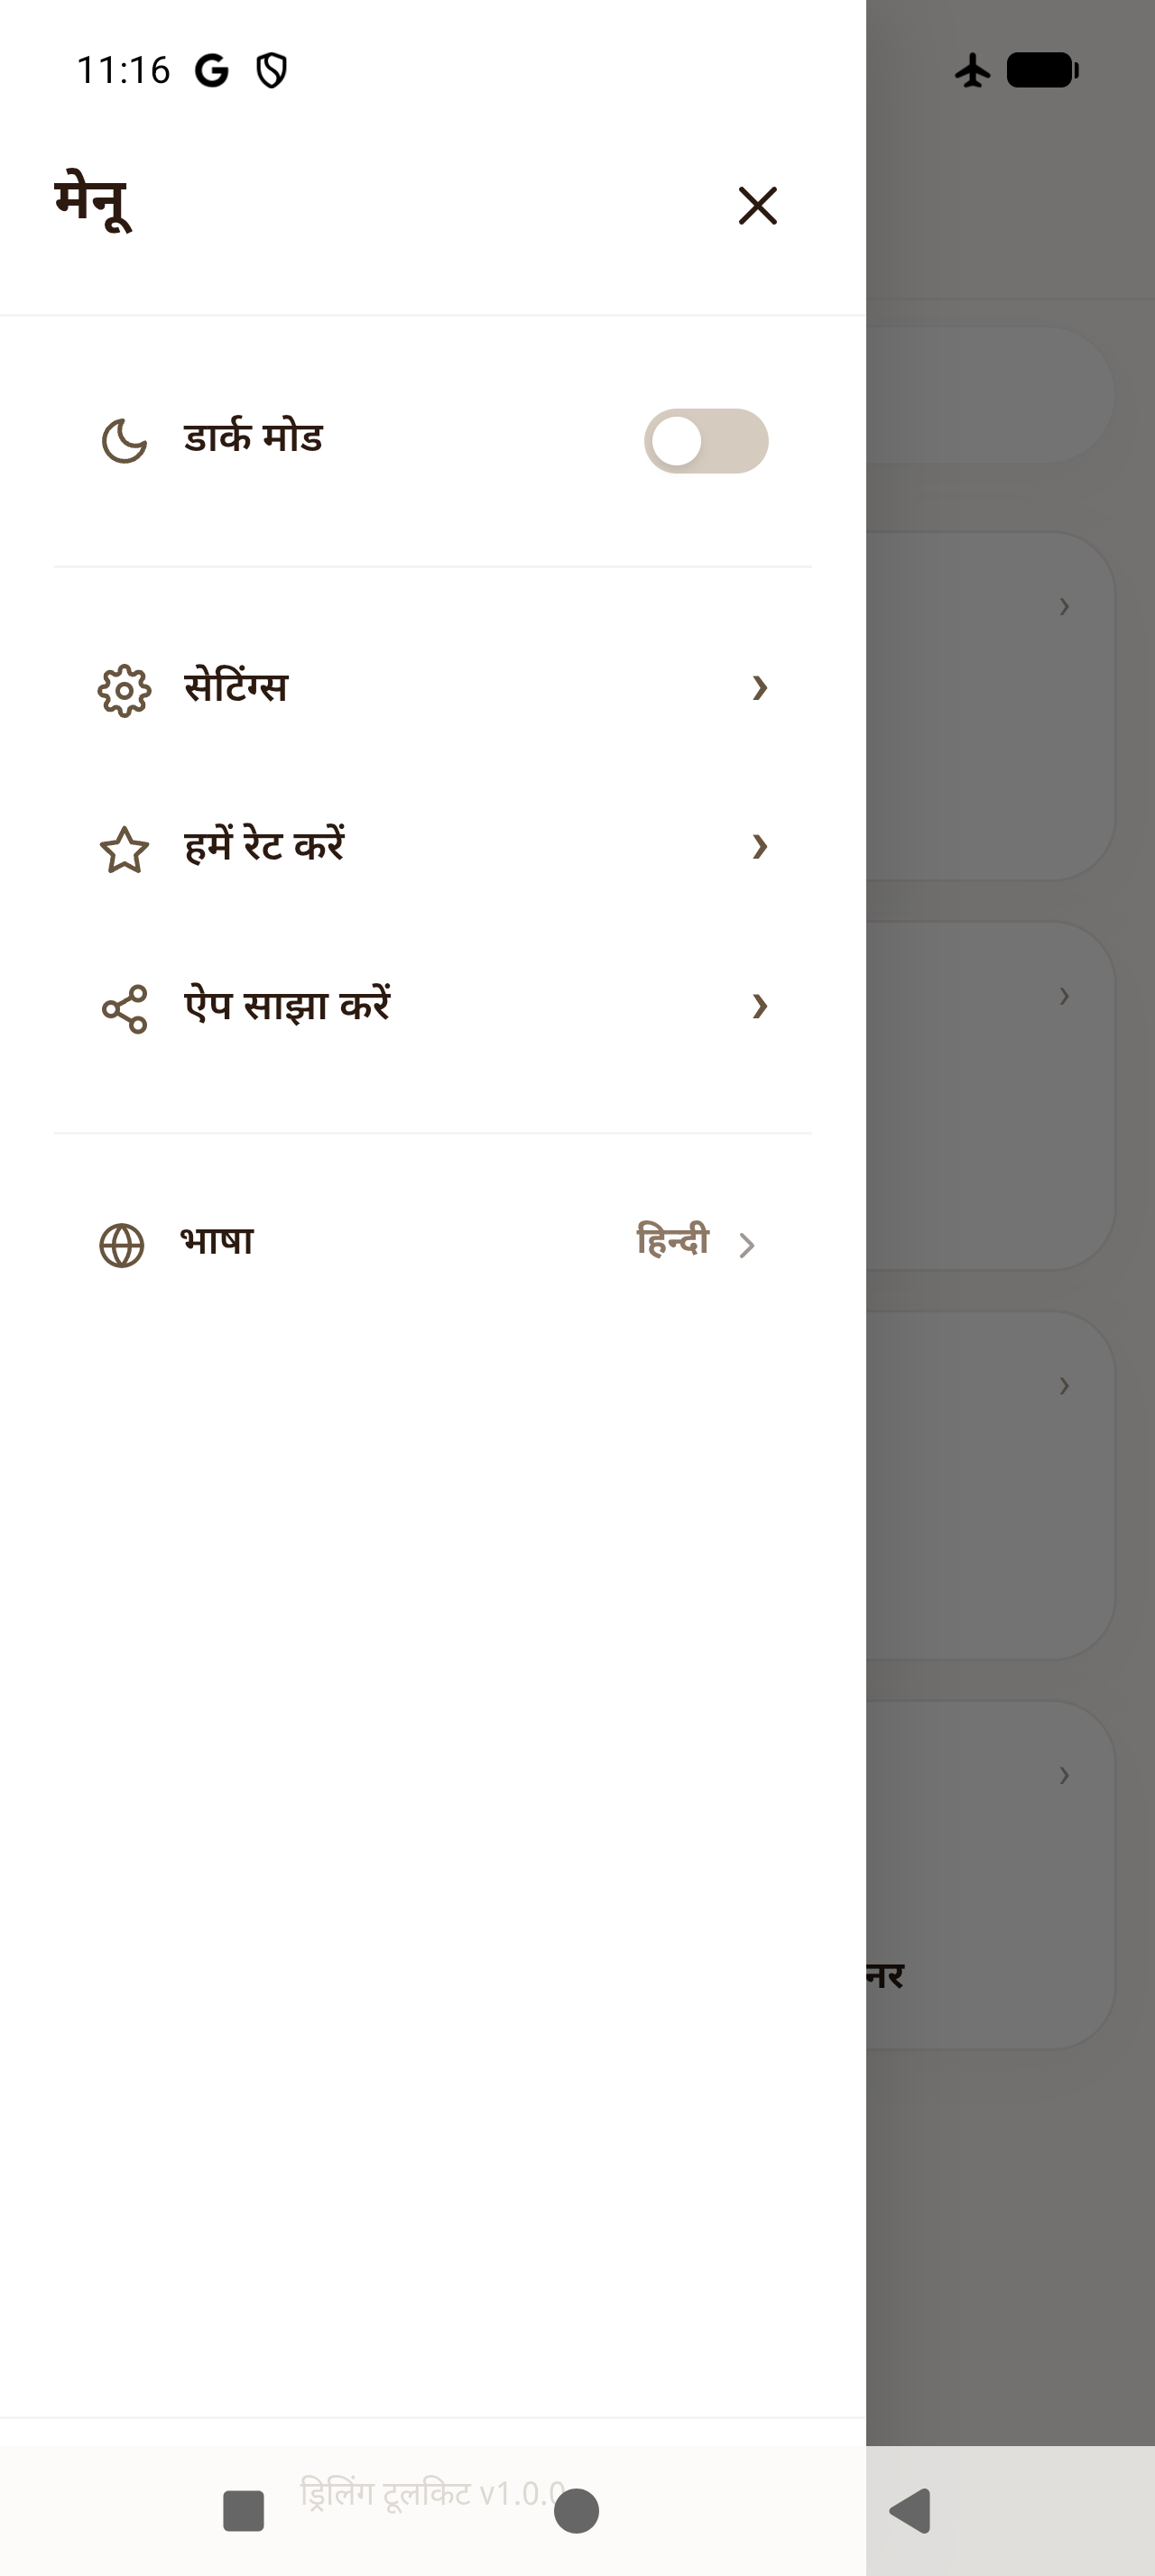 11:16
मेनू
डार्क मोड
सेटिंग्स
हमें रेट करें
ऐप साझा करें
भाषा
हिन्दी
नर
ड्रिलिंग टूलकिट v1.0.0